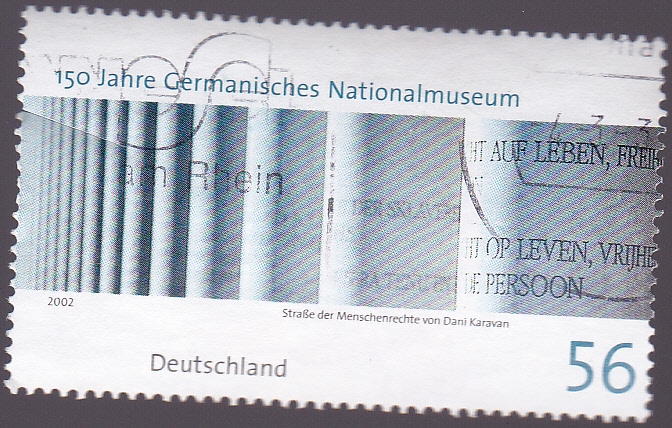 150 Jahre Germanisches Nationalmuseum
am Rhein
HT AUF LEBEN, FREIH
HT OP LEVEN, VRIJHE
DE PERSOON
2002
Straße der Menschenrechte von Dani Karavan
Deutschland
56